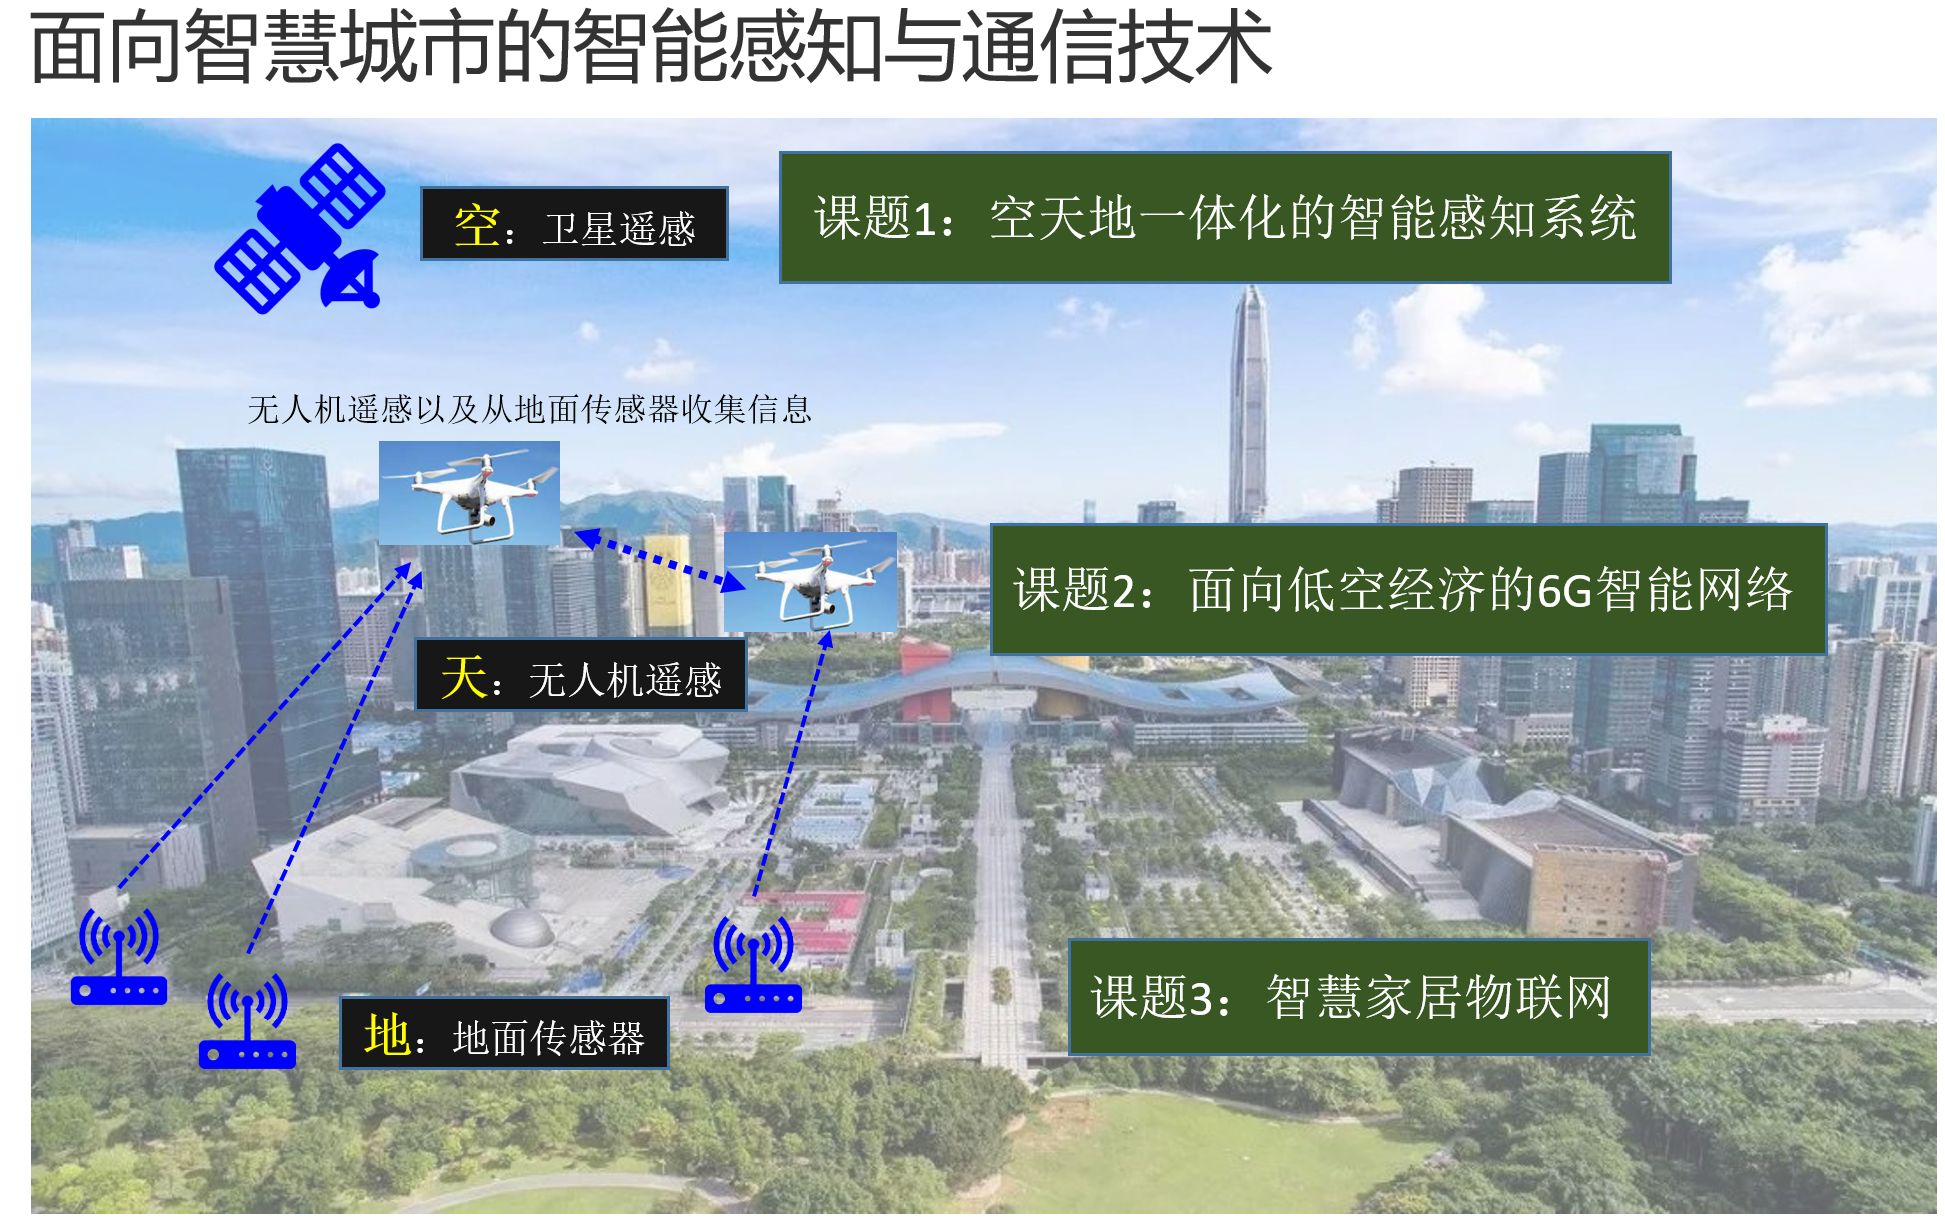 面向智慧城市的智能感知与通信技术
空：卫星遥感
课题1：空天地一体化的智能感知系统
无人机遥感以及从地面传感器收集信息
课题2：面向低空经济的6G智能网络
天：无人机遥感
课题3：智慧家居物联网
地：地面传感器